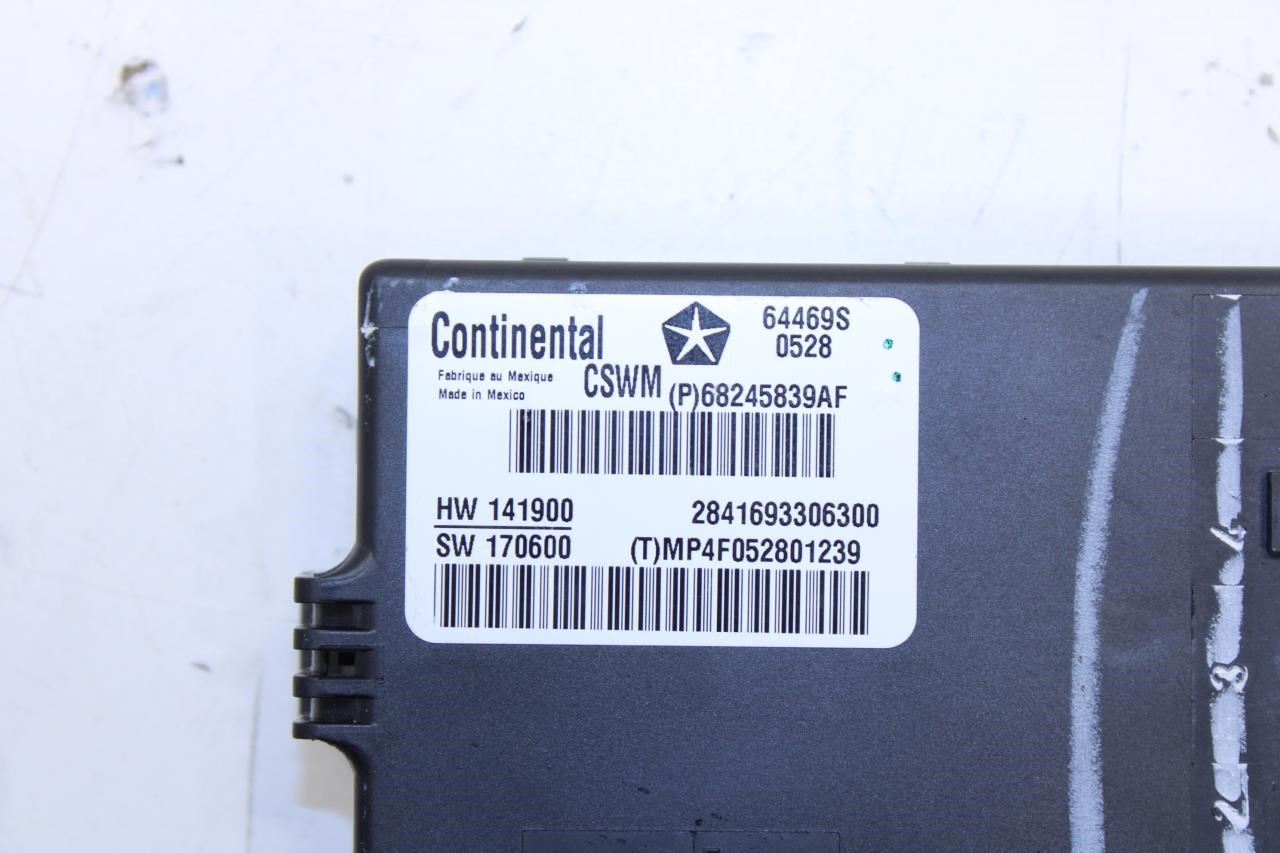 Continental
64469S
0528
Fabrique au Mexique
Made in Mexico
CSWM
(P)68245839AF
HW 141900
2841693306300
SW 170600
(T)MP4F052801239